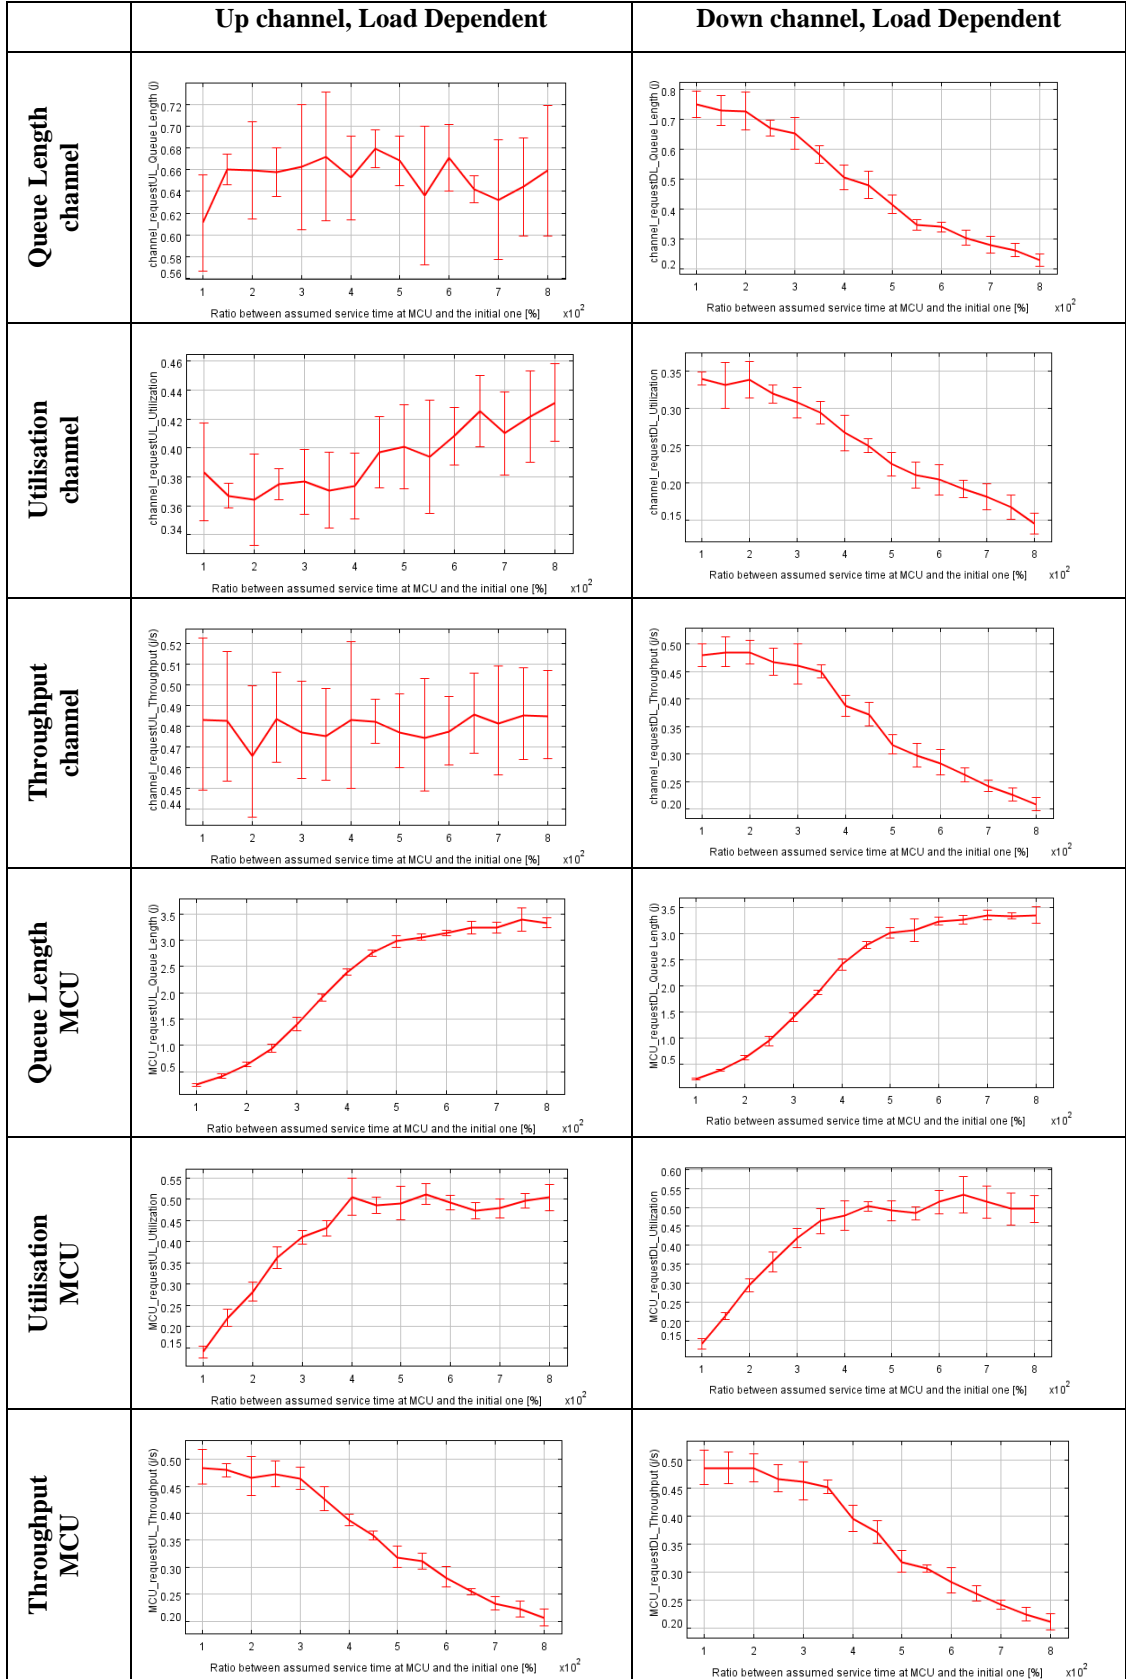 Up channel, Load Dependent
Down channel, Load Dependent
Queue Length
channel
channel_requestUL_Queue Length (j)
0.72
0.70
0.68
0.66
0.64
0.62
0.60
0.58
0.56
1 2 3 4 5 6 7 8
Ratio between assumed service time at MCU and the initial one [%] x10^2
channel_requestDL_Queue Length (j)
0.8
0.7
0.6
0.5
0.4
0.3
0.2
1 2 3 4 5 6 7 8
Ratio between assumed service time at MCU and the initial one [%] x10^2
Utilisation
channel
channel_requestUL_Utilization
0.46
0.44
0.42
0.40
0.38
0.36
0.34
1 2 3 4 5 6 7 8
Ratio between assumed service time at MCU and the initial one [%] x10^2
channel_requestDL_Utilization
0.35
0.30
0.25
0.20
0.15
1 2 3 4 5 6 7 8
Ratio between assumed service time at MCU and the initial one [%] x10^2
Throughput
channel
channel_requestUL_Throughput (j/s)
0.52
0.51
0.50
0.49
0.48
0.47
0.46
0.45
0.44
1 2 3 4 5 6 7 8
Ratio between assumed service time at MCU and the initial one [%] x10^2
channel_requestDL_Throughput (j/s)
0.50
0.45
0.40
0.35
0.30
0.25
0.20
1 2 3 4 5 6 7 8
Ratio between assumed service time at MCU and the initial one [%] x10^2
Queue Length
MCU
MCU_requestUL_Queue Length (j)
3.5
3.0
2.5
2.0
1.5
1.0
0.5
1 2 3 4 5 6 7 8
Ratio between assumed service time at MCU and the initial one [%] x10^2
MCU_requestDL_Queue Length (j)
3.5
3.0
2.5
2.0
1.5
1.0
0.5
1 2 3 4 5 6 7 8
Ratio between assumed service time at MCU and the initial one [%] x10^2
Utilisation
MCU
MCU_requestUL_Utilization
0.55
0.50
0.45
0.40
0.35
0.30
0.25
0.20
0.15
1 2 3 4 5 6 7 8
Ratio between assumed service time at MCU and the initial one [%] x10^2
MCU_requestDL_Utilization
0.60
0.55
0.50
0.45
0.40
0.35
0.30
0.25
0.20
0.15
1 2 3 4 5 6 7 8
Ratio between assumed service time at MCU and the initial one [%] x10^2
Throughput
MCU
MCU_requestUL_Throughput (j/s)
0.50
0.45
0.40
0.35
0.30
0.25
0.20
1 2 3 4 5 6 7 8
Ratio between assumed service time at MCU and the initial one [%] x10^2
MCU_requestDL_Throughput (j/s)
0.50
0.45
0.40
0.35
0.30
0.25
0.20
1 2 3 4 5 6 7 8
Ratio between assumed service time at MCU and the initial one [%] x10^2